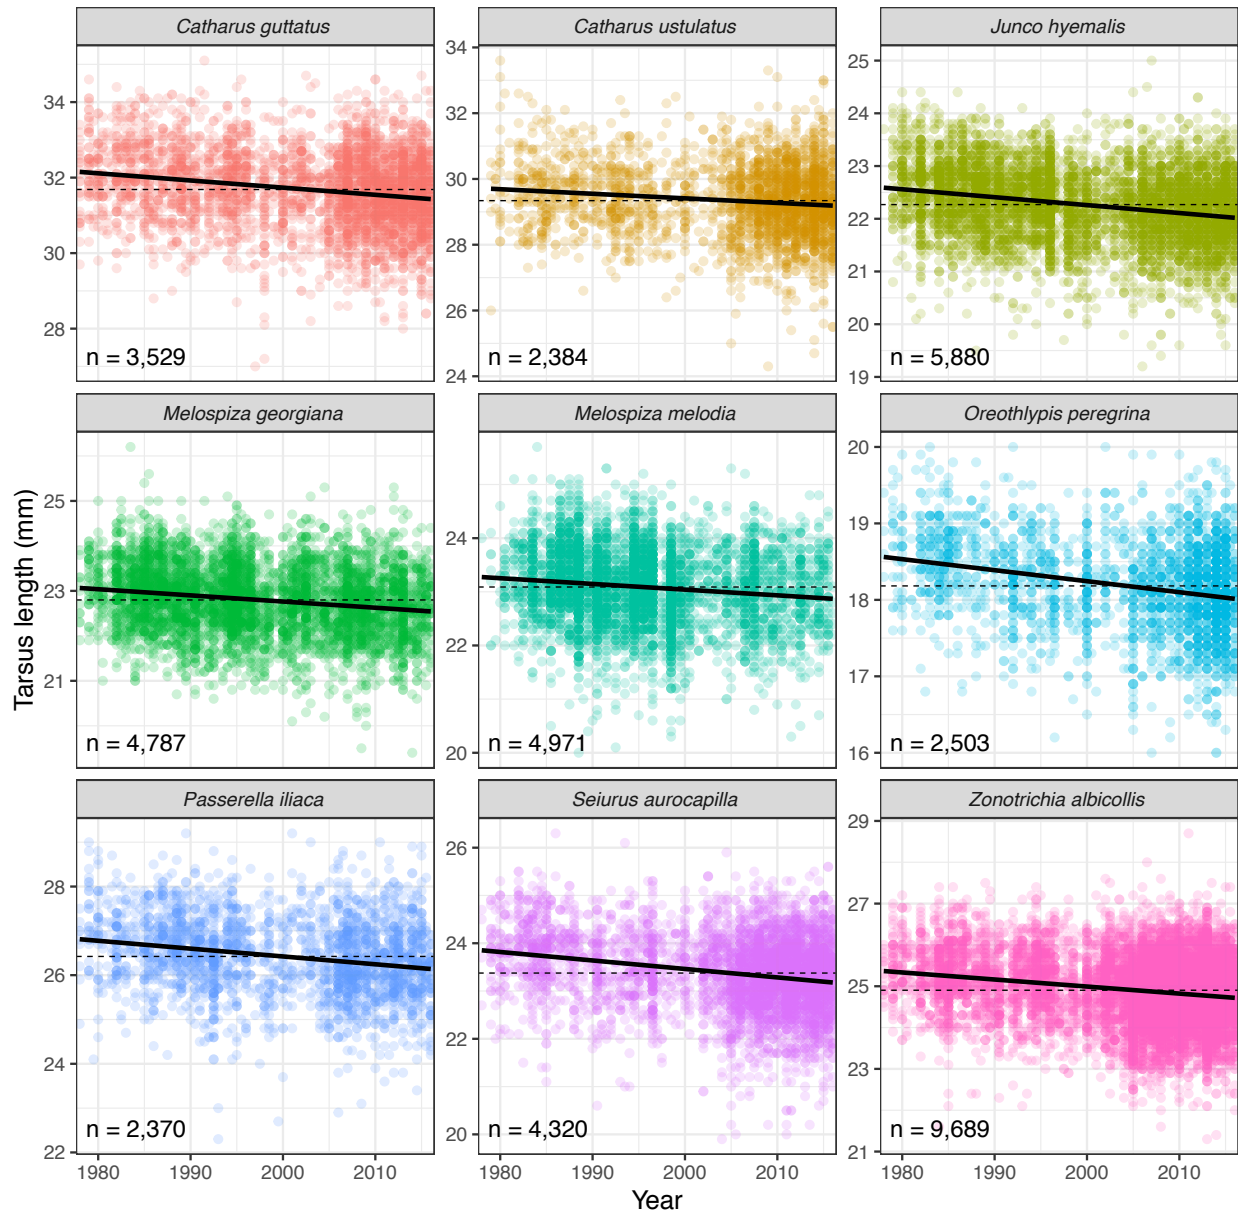 Catharus guttatus
Catharus ustulatus
Junco hyemalis
34
32
30
28
n = 3,529
34
32
30
28
26
24
n = 2,384
25
24
23
22
21
20
19
n = 5,880
Melospiza georgiana
Melospiza melodia
Oreothlypis peregrina
Tarsus length (mm)
25
23
21
n = 4,787
24
22
20
n = 4,971
20
19
18
17
16
n = 2,503
Passerella iliaca
Seiurus aurocapilla
Zonotrichia albicollis
28
26
24
22
n = 2,370
26
24
22
20
n = 4,320
29
27
25
23
21
n = 9,689
1980 1990 2000 2010
1980 1990 2000 2010
1980 1990 2000 2010
Year